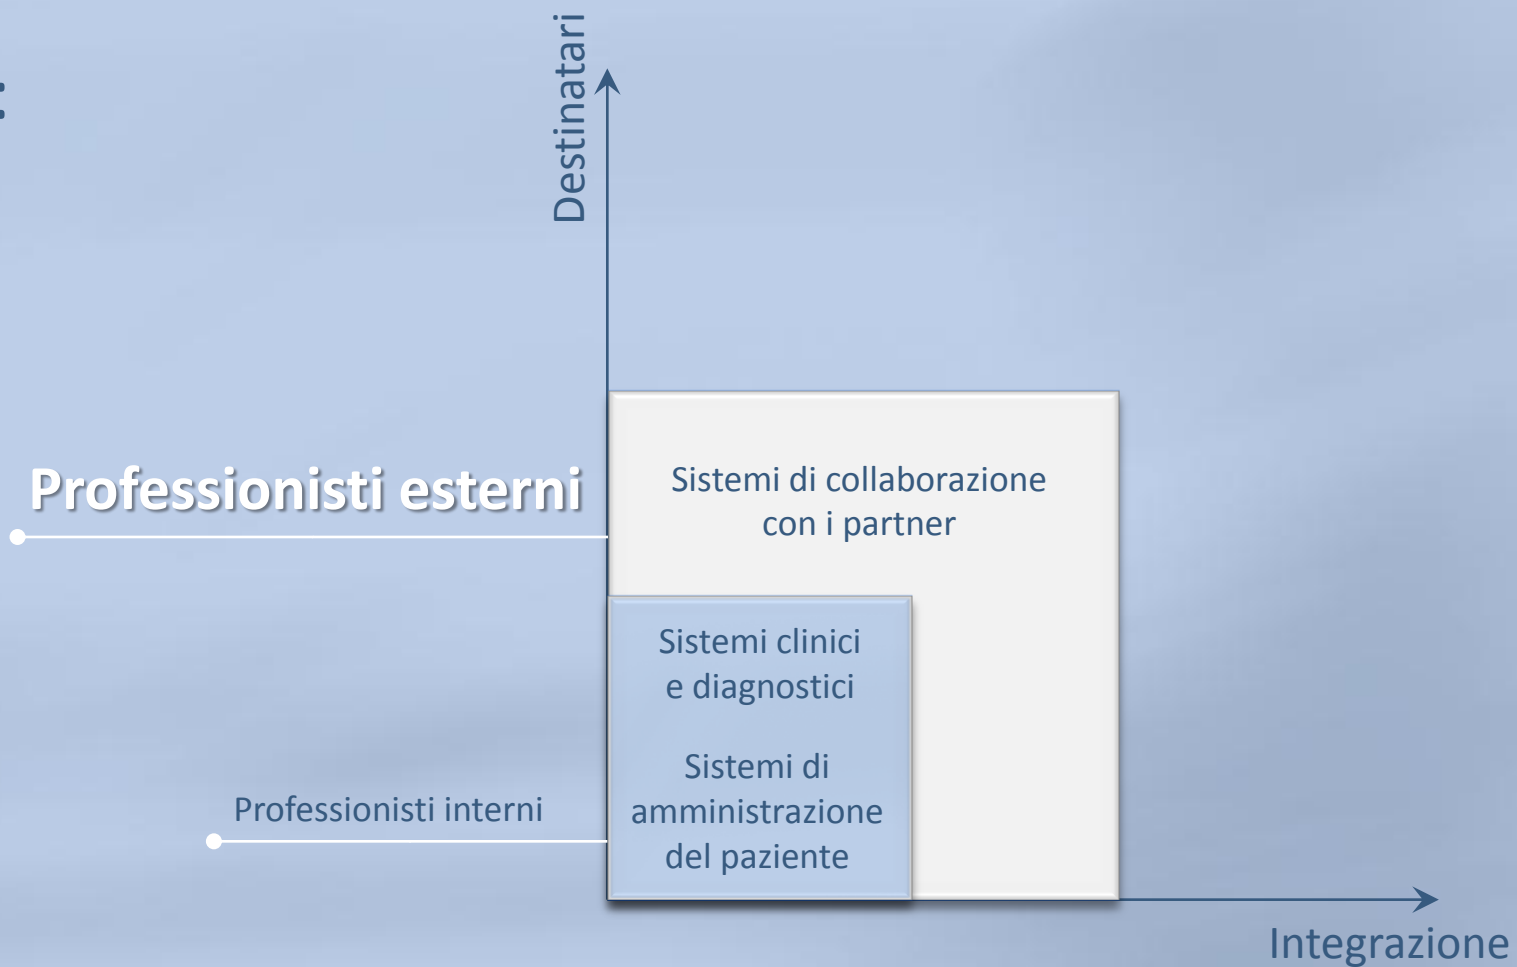 :
Destinatari
Professionisti esterni
Sistemi di collaborazione
con i partner
Sistemi clinici
e diagnostici
Sistemi di
amministrazione
del paziente
Professionisti interni
Integrazione